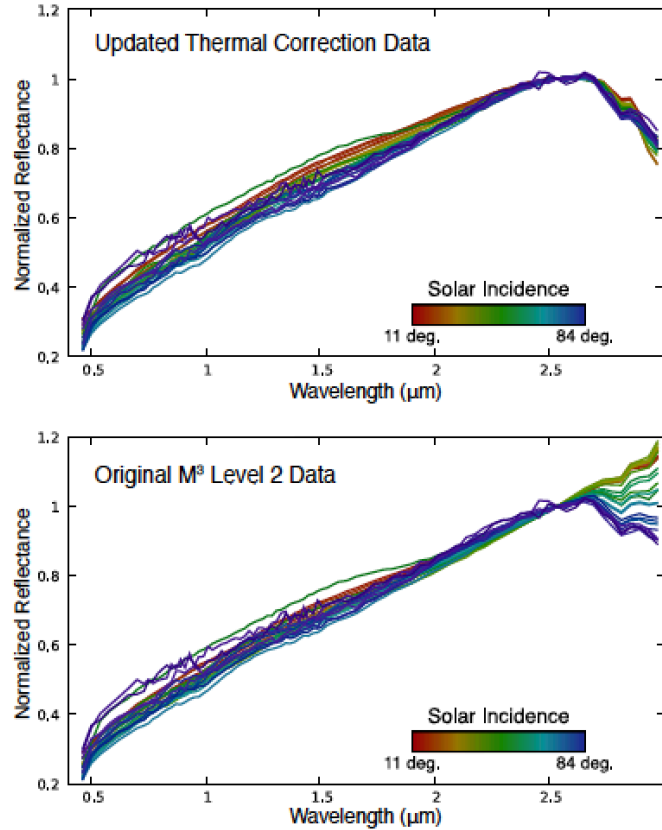 Updated Thermal Correction Data
1.2
1
0.8
0.6
0.4
0.2
Normalized Reflectance
Solar Incidence
11 deg. 84 deg.
0.5 1 1.5 2 2.5
Wavelength (μm)
Original M³ Level 2 Data
1.2
1
0.8
0.6
0.4
0.2
Normalized Reflectance
Solar Incidence
11 deg. 84 deg.
0.5 1 1.5 2 2.5
Wavelength (μm)